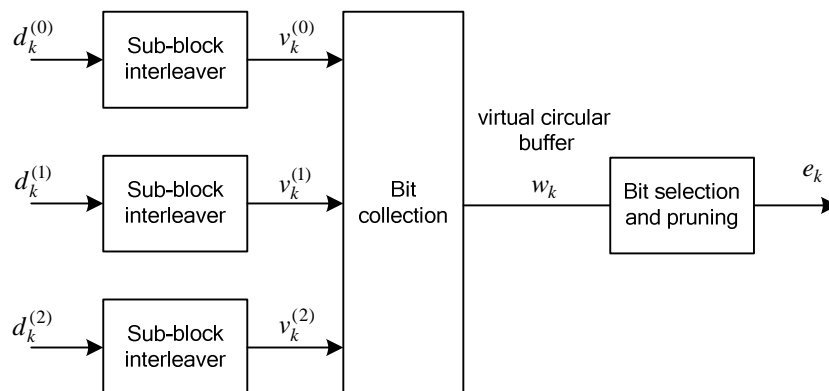 d_k^{(0)}
Sub-block
interleaver
v_k^{(0)}
d_k^{(1)}
Sub-block
interleaver
v_k^{(1)}
d_k^{(2)}
Sub-block
interleaver
v_k^{(2)}
Bit
collection
virtual circular
buffer
w_k
Bit selection
and pruning
e_k